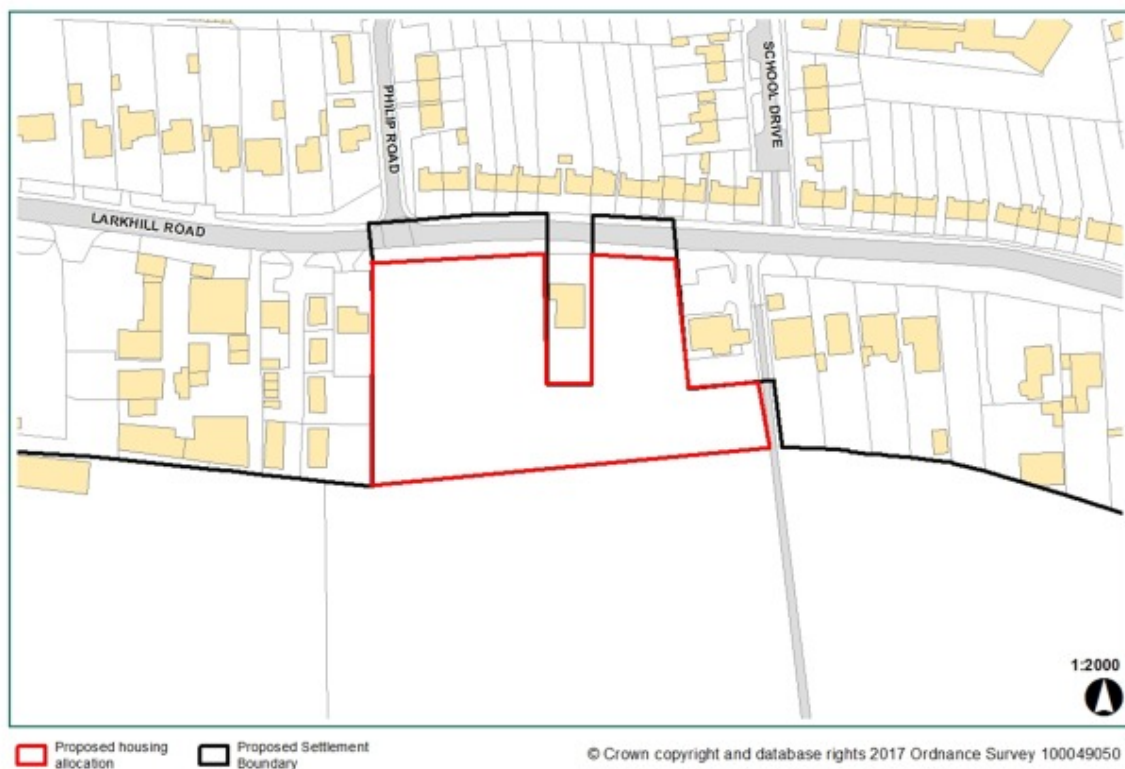 PHILIP ROAD
SCHOOL DRIVE
LARKHILL ROAD
1:2000
Proposed housing
allocation
Proposed Settlement
Boundary
© Crown copyright and database rights 2017 Ordnance Survey 100049050